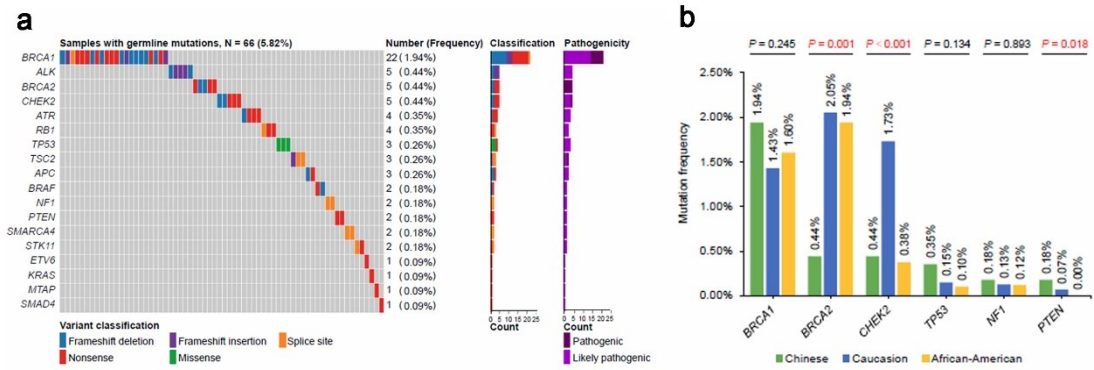 a
Samples with germline mutations, N = 66 (5.82%) Number (Frequency) Classification Pathogenicity
BRCA1 22 ( 1.94%)
ALK 5 ( 0.44%)
BRCA2 5 ( 0.44%)
CHEK2 5 ( 0.44%)
ATR 4 ( 0.35%)
RB1 4 ( 0.35%)
TP53 3 ( 0.26%)
TSC2 3 ( 0.26%)
APC 3 ( 0.26%)
BRAF 2 ( 0.18%)
NF1 2 ( 0.18%)
PTEN 2 ( 0.18%)
SMARCA4 2 ( 0.18%)
STK11 2 ( 0.18%)
ETV6 1 ( 0.09%)
KRAS 1 ( 0.09%)
MTAP 1 ( 0.09%)
SMAD4 1 ( 0.09%)
0 5 10 15 20 25 0 5 10 15 20 25
Count Count
Variant classification
Frameshift deletion Frameshift insertion Splice site
Nonsense Missense
Pathogenic
Likely pathogenic
b
P = 0.245 P = 0.001 P < 0.001 P = 0.134 P = 0.893 P = 0.018
Mutation frequency
2.50%
2.00%
1.50%
1.00%
0.50%
0.00%
1.94% 1.43% 1.60%
0.44% 2.05% 1.94%
0.44% 1.73% 0.38%
0.35% 0.15% 0.10%
0.18% 0.13% 0.12%
0.18% 0.07% 0.00%
BRCA1 BRCA2 CHEK2 TP53 NF1 PTEN
Chinese Caucasion African-American